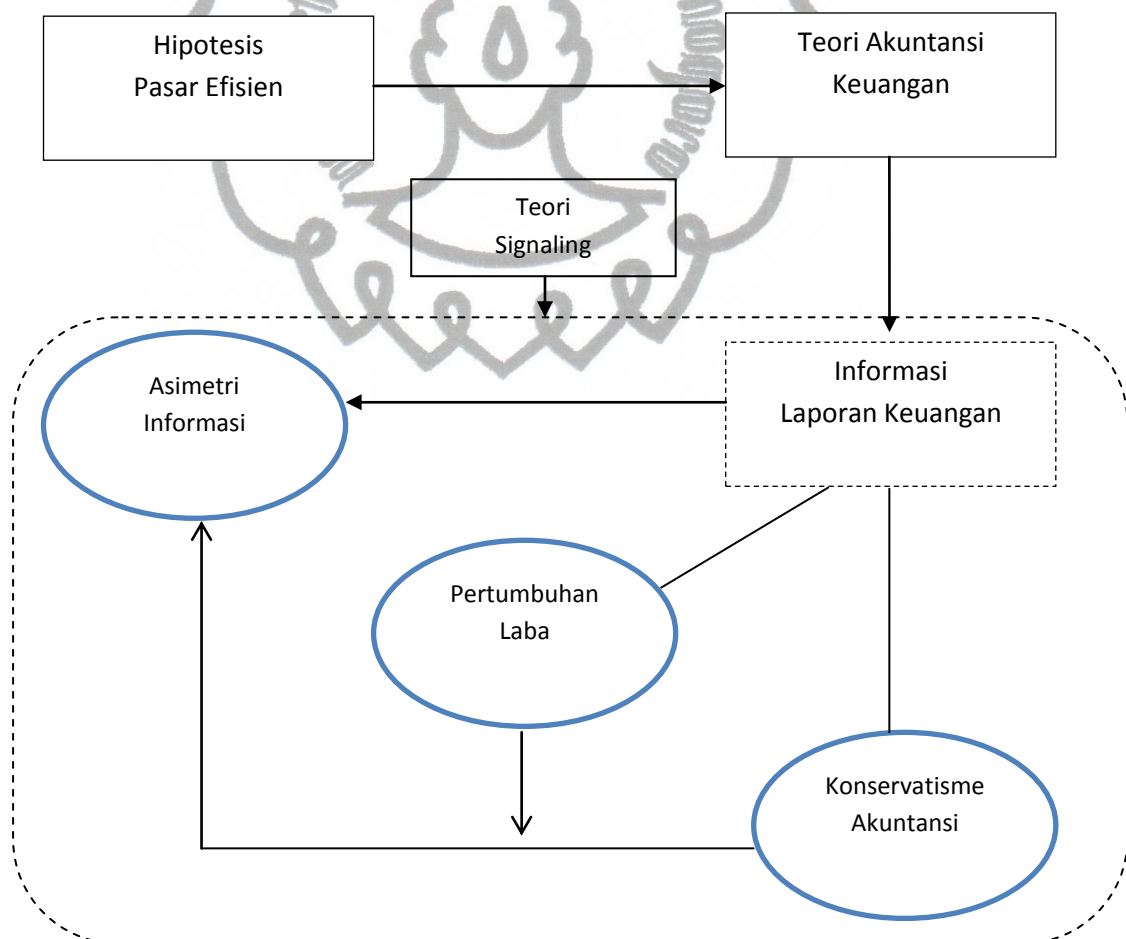 Hipotesis
Pasar Efisien
Teori Akuntansi
Keuangan
Teori
Signaling
Asimetri
Informasi
Informasi
Laporan Keuangan
Pertumbuhan
Laba
Konservatisme
Akuntansi